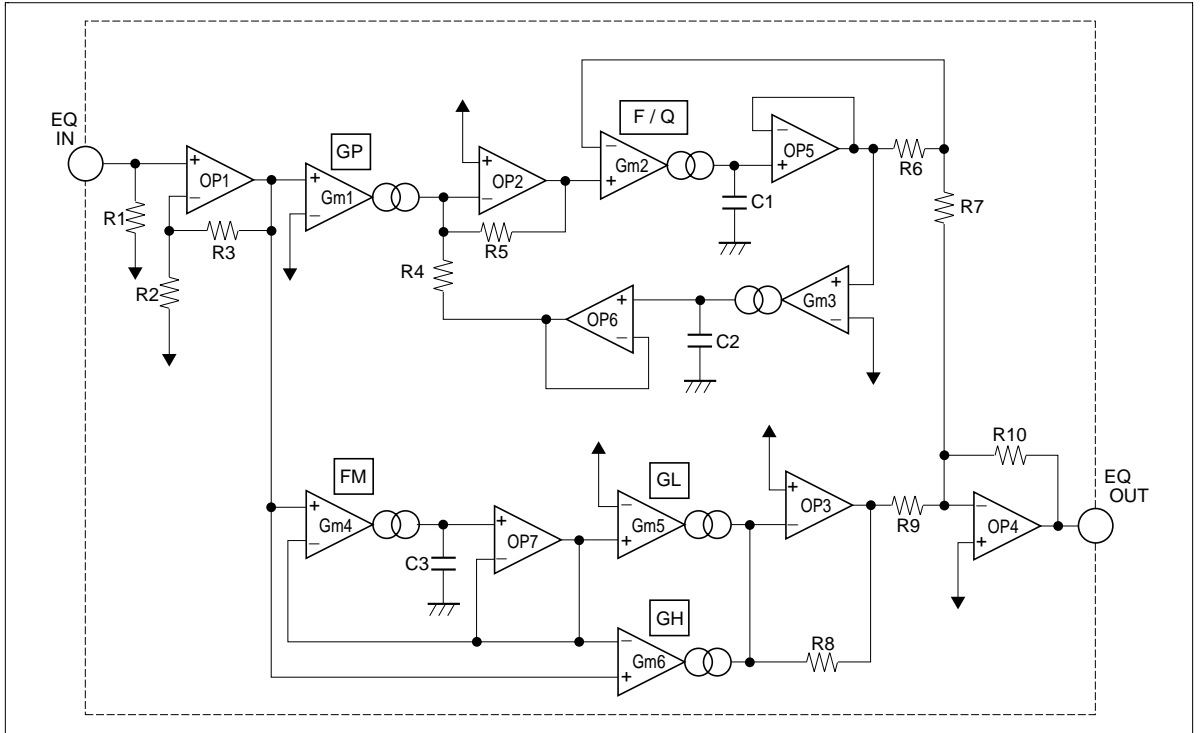 EQ
IN
GP
F / Q
+
−
OP1
+
−
Gm1
+
−
OP2
−
+
Gm2
−
+
OP5
R6
R1
R3
R2
R5
R4
C1
R7
+
−
OP6
C2
+
−
Gm3
FM
GL
R10
EQ
OUT
+
−
Gm4
C3
+
−
OP7
−
+
Gm5
+
−
OP3
R9
−
+
OP4
GH
−
+
Gm6
R8